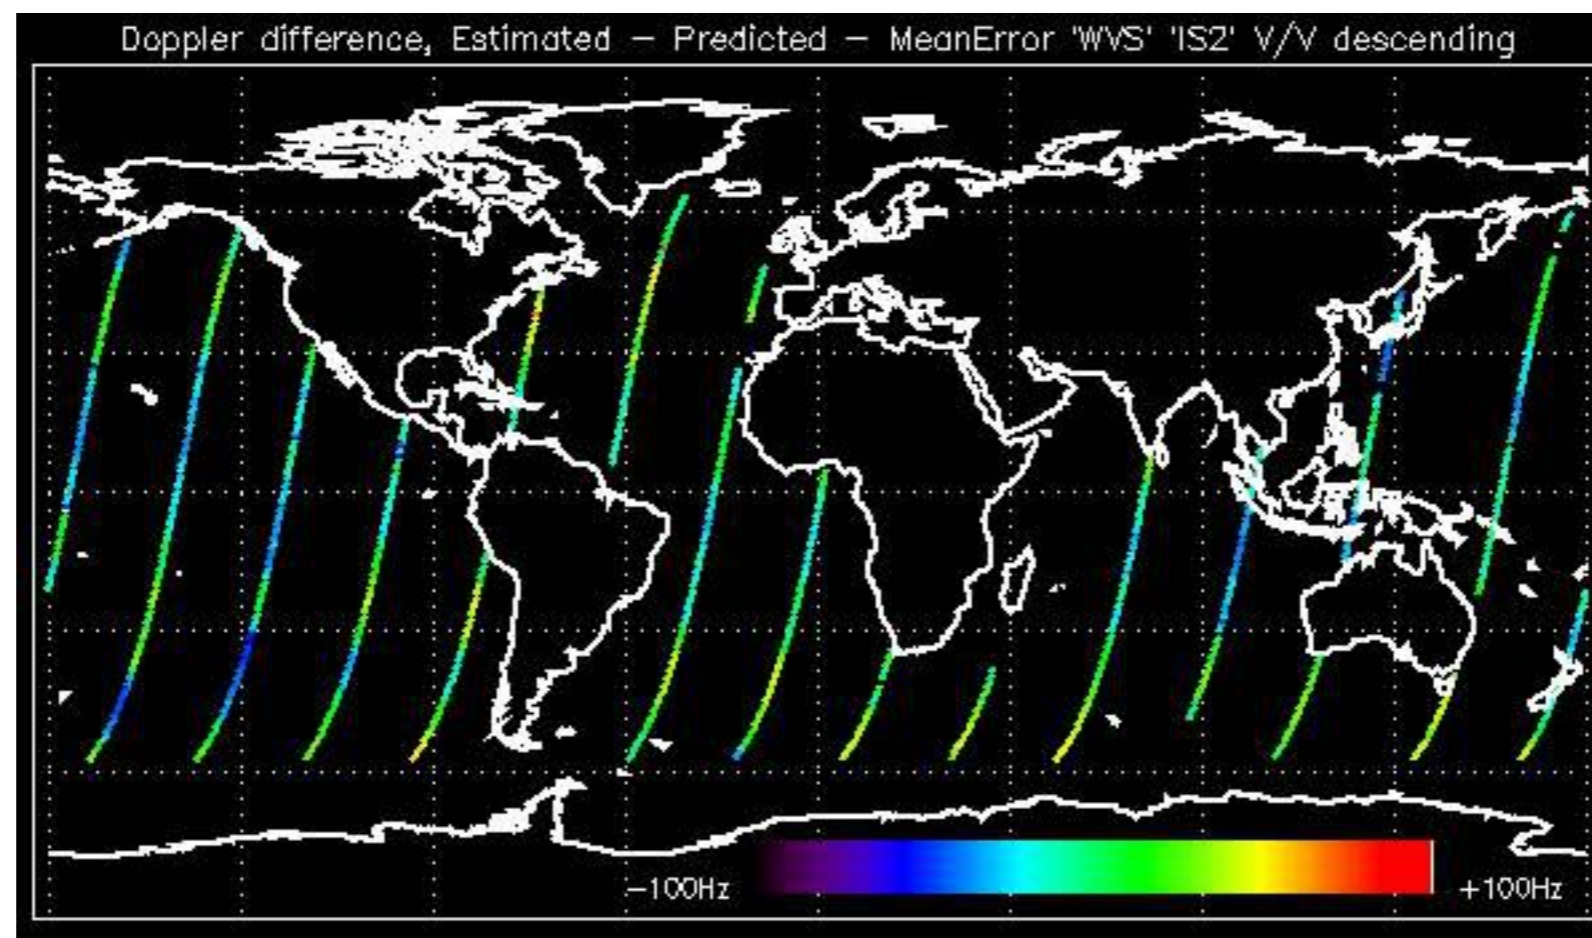 Doppler difference, Estimated – Predicted – MeanError 'WVS' 'IS2' V/V descending
–100Hz +100Hz